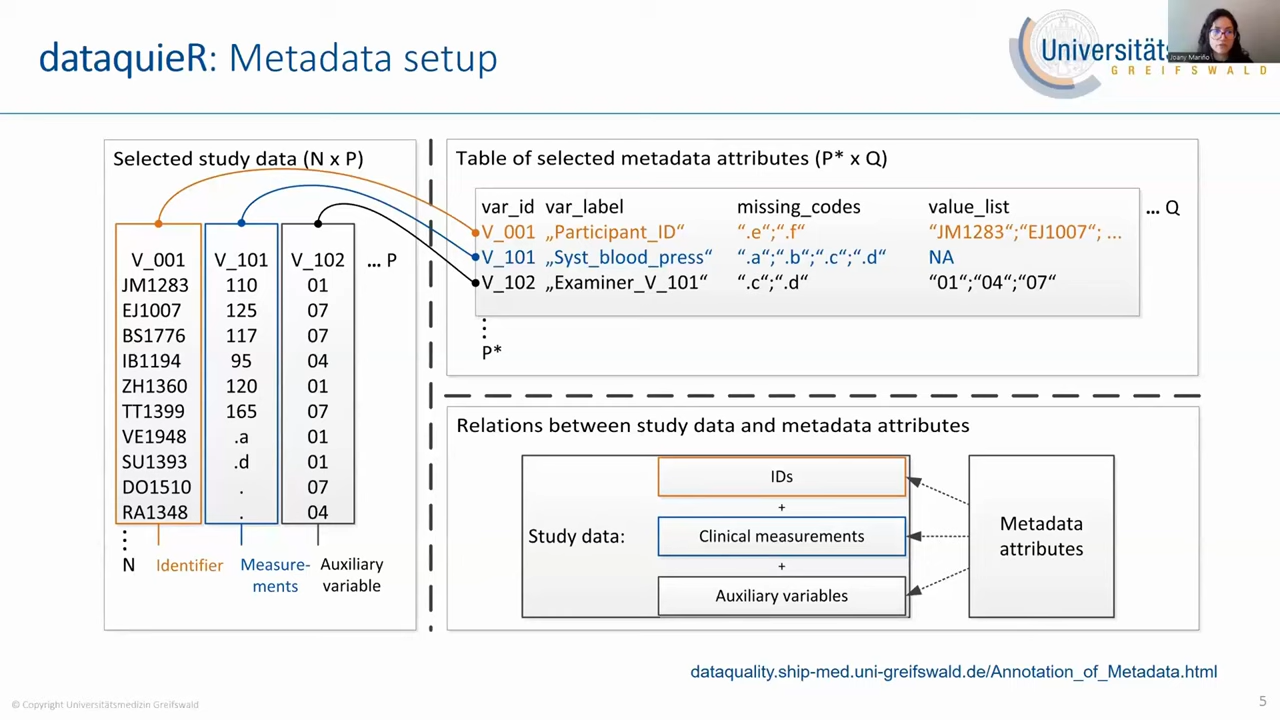 dataquieR: Metadata setup
Universitäts
GREIFSWALD
Joany Mariño
Selected study data (N x P)
V_001 V_101 V_102 ... P
JM1283 110 01
EJ1007 125 07
BS1776 117 07
IB1194 95 04
ZH1360 120 01
TT1399 165 07
VE1948 .a 01
SU1393 .d 01
DO1510 . 07
RA1348 . 04
N Identifier Measure-
ments Auxiliary
variable
Table of selected metadata attributes (P* x Q)
var_id var_label missing_codes value_list ... Q
V_001 „Participant_ID“ “.e“;“.f“ “JM1283“;“EJ1007“; ...
V_101 „Syst_blood_press“ “.a“;“.b“;“.c“;“.d“ NA
V_102 „Examiner_V_101“ “.c“;“.d“ “01“;“04“;“07“
P*
Relations between study data and metadata attributes
Study data:
IDs
+
Clinical measurements
+
Auxiliary variables
Metadata
attributes
dataquality.ship-med.uni-greifswald.de/Annotation_of_Metadata.html
© Copyright Universitätsmedizin Greifswald
5